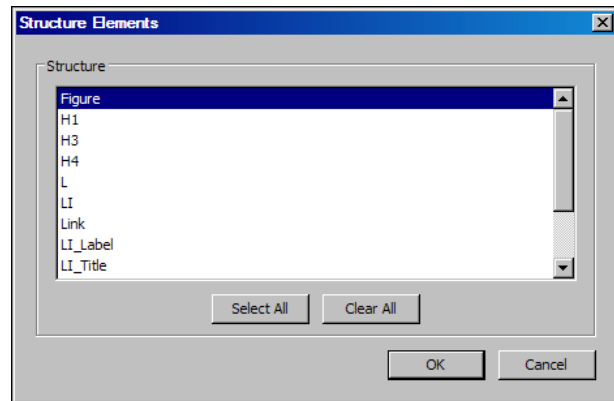 Structure Elements
Structure
Figure
H1
H3
H4
L
LI
Link
LI_Label
LI_Title
Select All Clear All
OK Cancel